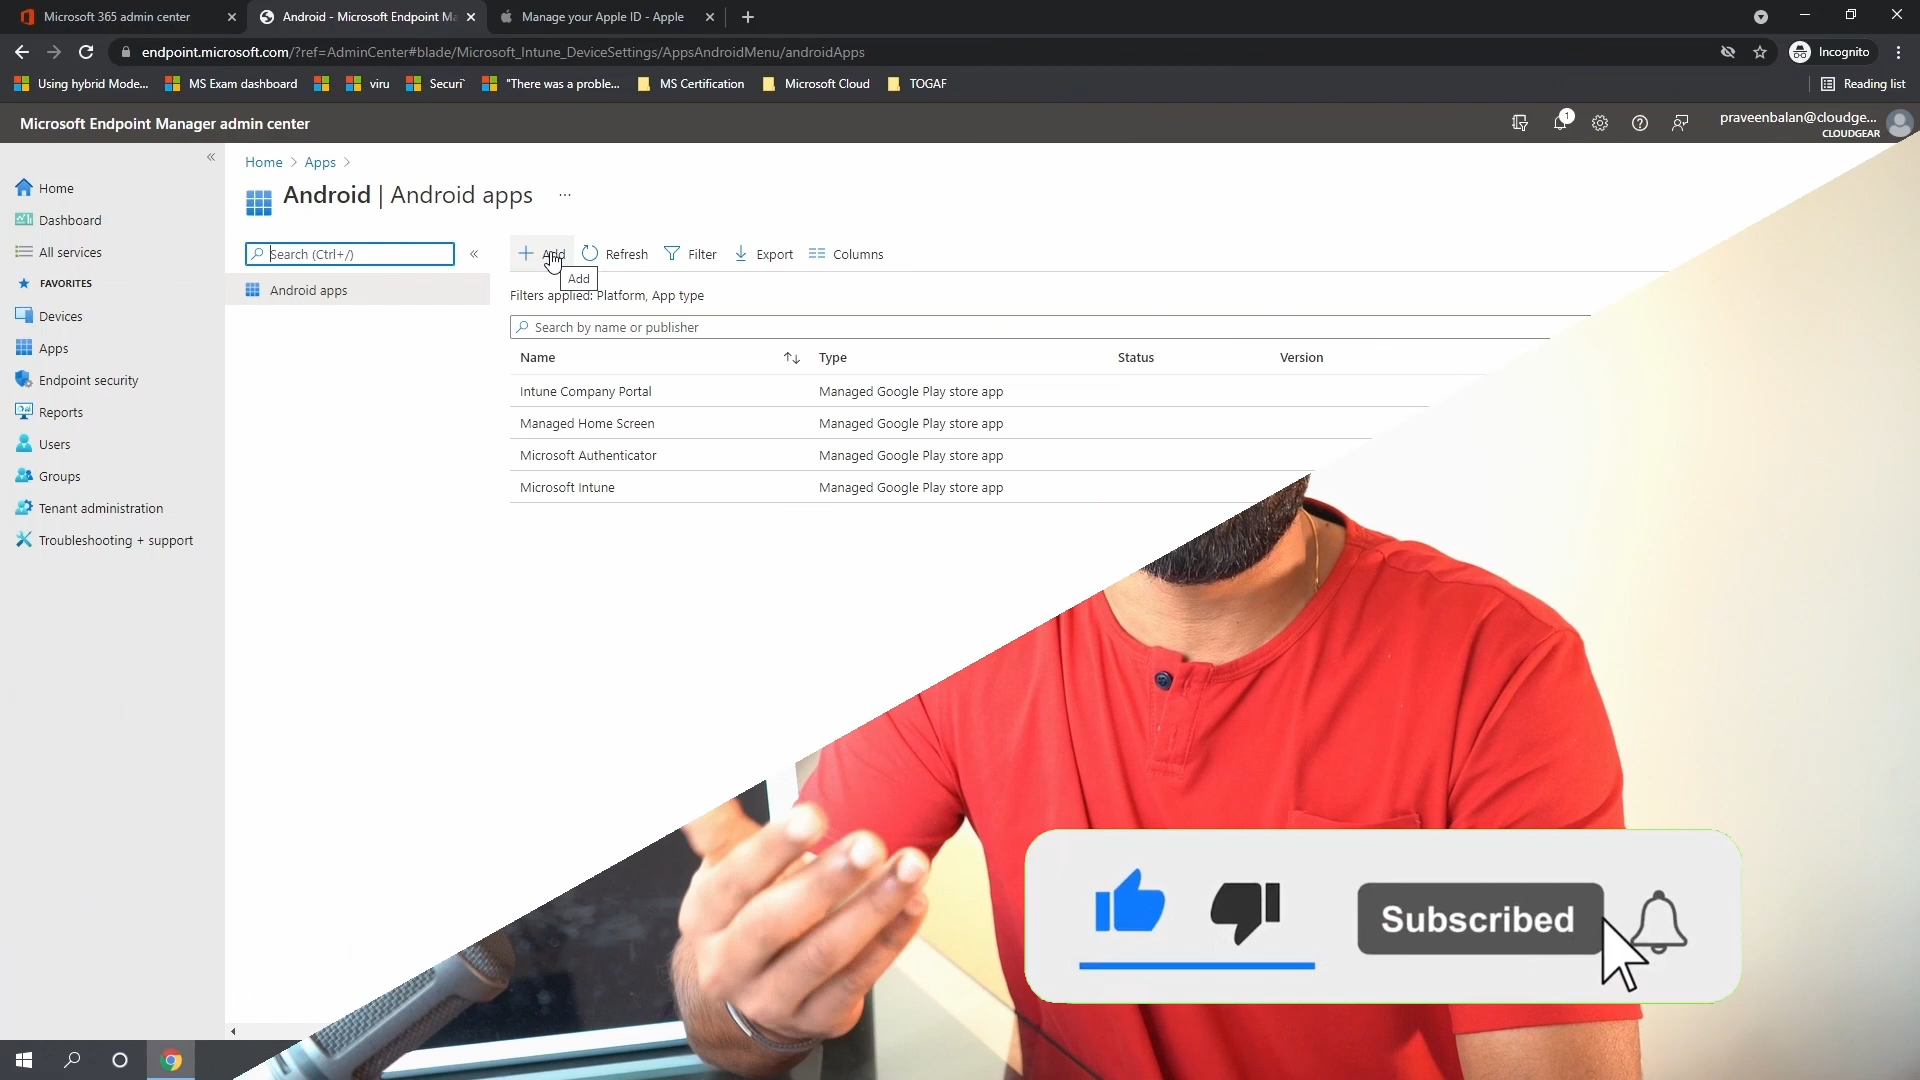 Microsoft 365 admin center
Android - Microsoft Endpoint Ma
Manage your Apple ID - Apple
endpoint.microsoft.com/?ref=AdminCenter#blade/Microsoft_Intune_DeviceSettings/AppsAndroidMenu/androidApps
Incognito
Using hybrid Mode...
MS Exam dashboard
viru
Securi
"There was a proble...
MS Certification
Microsoft Cloud
TOGAF
Reading list
Microsoft Endpoint Manager admin center
1
praveenbalan@cloudge...
CLOUDGEAR
Home
Dashboard
All services
FAVORITES
Devices
Apps
Endpoint security
Reports
Users
Groups
Tenant administration
Troubleshooting + support
Home > Apps >
Android | Android apps
Search (Ctrl+/)
Android apps
Add
Refresh
Filter
Export
Columns
Add
Filters applied: Platform, App type
Search by name or publisher
Name Type Status Version
Intune Company Portal Managed Google Play store app
Managed Home Screen Managed Google Play store app
Microsoft Authenticator Managed Google Play store app
Microsoft Intune Managed Google Play store app
Subscribed